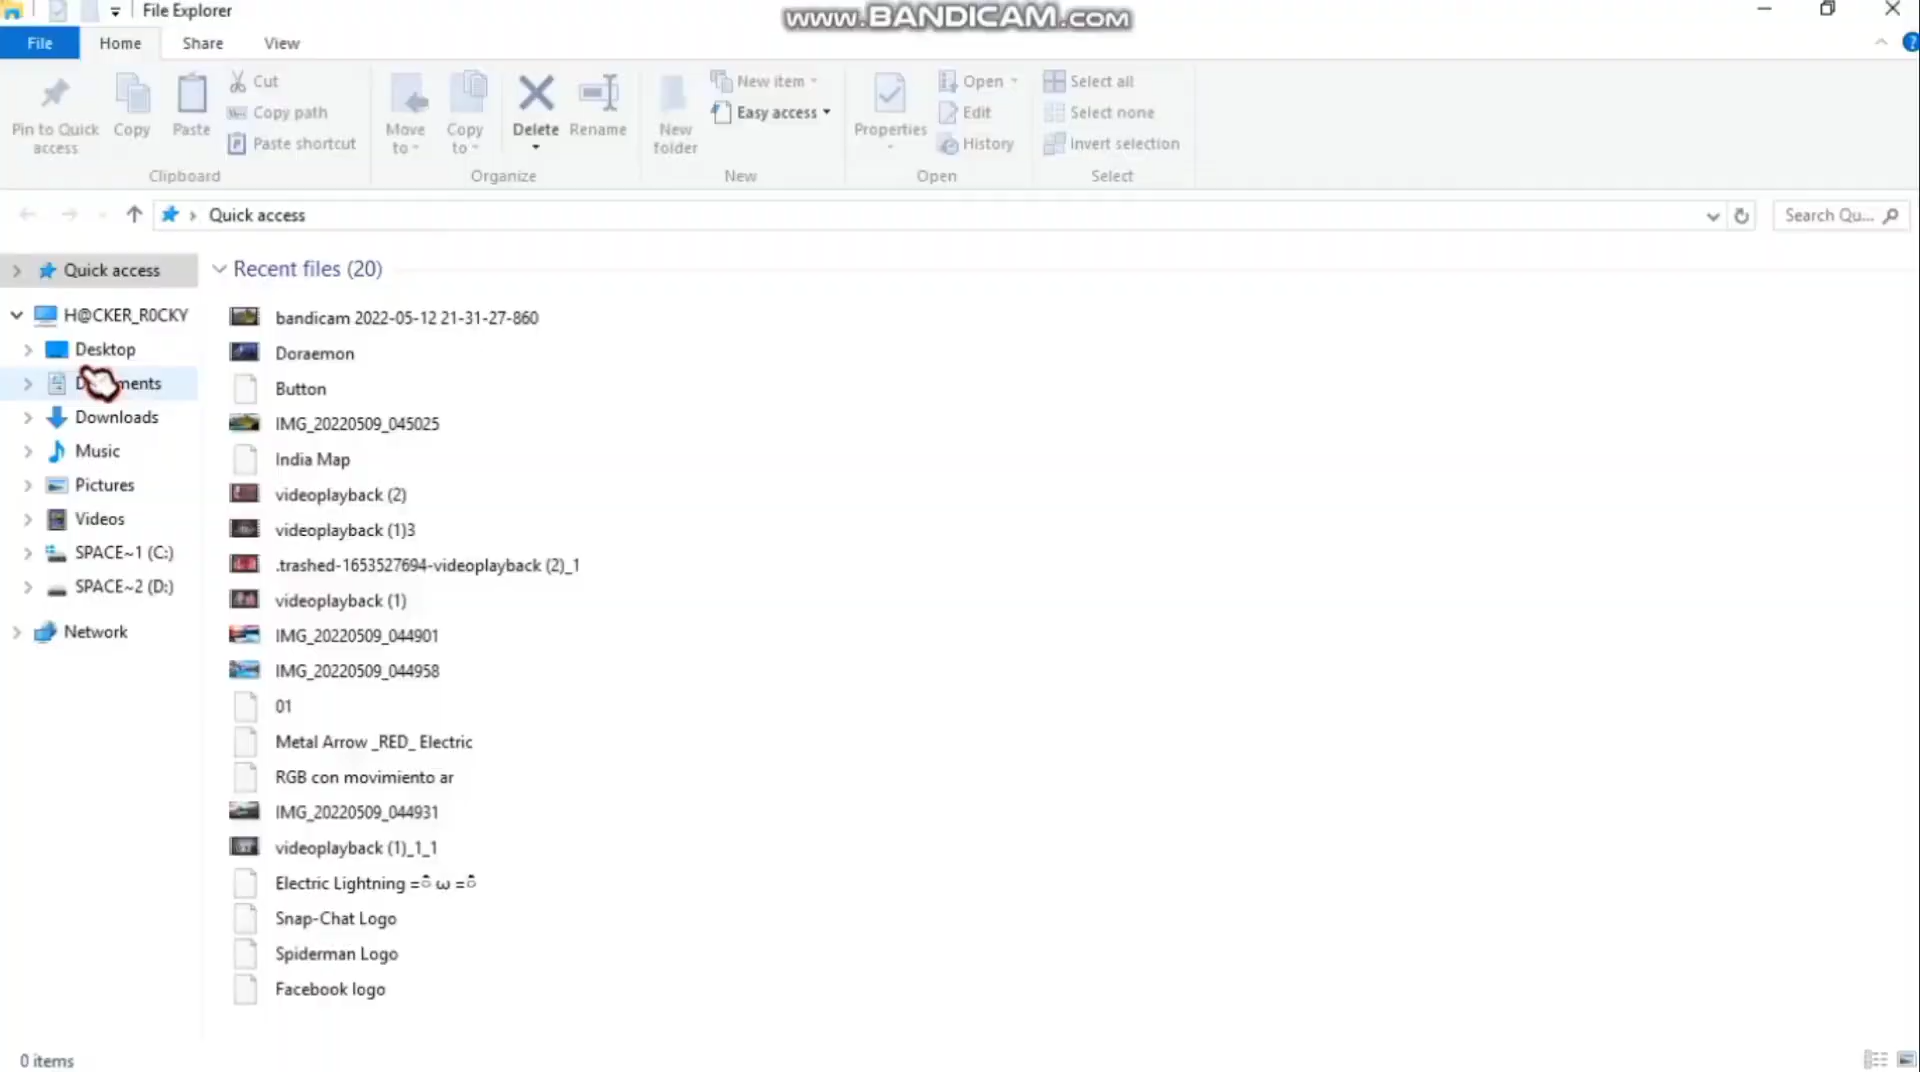 File Explorer
www.BANDICAM.COM
File
Home
Share
View
Pin to Quick access
Copy
Paste
Cut
Copy path
Paste shortcut
Clipboard
Move to
Copy to
Delete
Rename
Organize
New folder
New item
Easy access
New
Properties
Open
Edit
History
Open
Select all
Select none
Invert selection
Select
Quick access
Search Qu...
Quick access
H@CKER_R0CKY
Desktop
Downloads
Music
Pictures
Videos
SPACE~1 (C:)
SPACE~2 (D:)
Network
Recent files (20)
bandicam 2022-05-12 21-31-27-860
Doraemon
Button
IMG_20220509_045025
India Map
videoplayback (2)
videoplayback (1)3
.trashed-1653527694-videoplayback (2)_1
videoplayback (1)
IMG_20220509_044901
IMG_20220509_044958
01
Metal Arrow _RED_ Electric
RGB con movimiento ar
IMG_20220509_044931
videoplayback (1)_1_1
Electric Lightning
Snap-Chat Logo
Spiderman Logo
Facebook logo
0 items